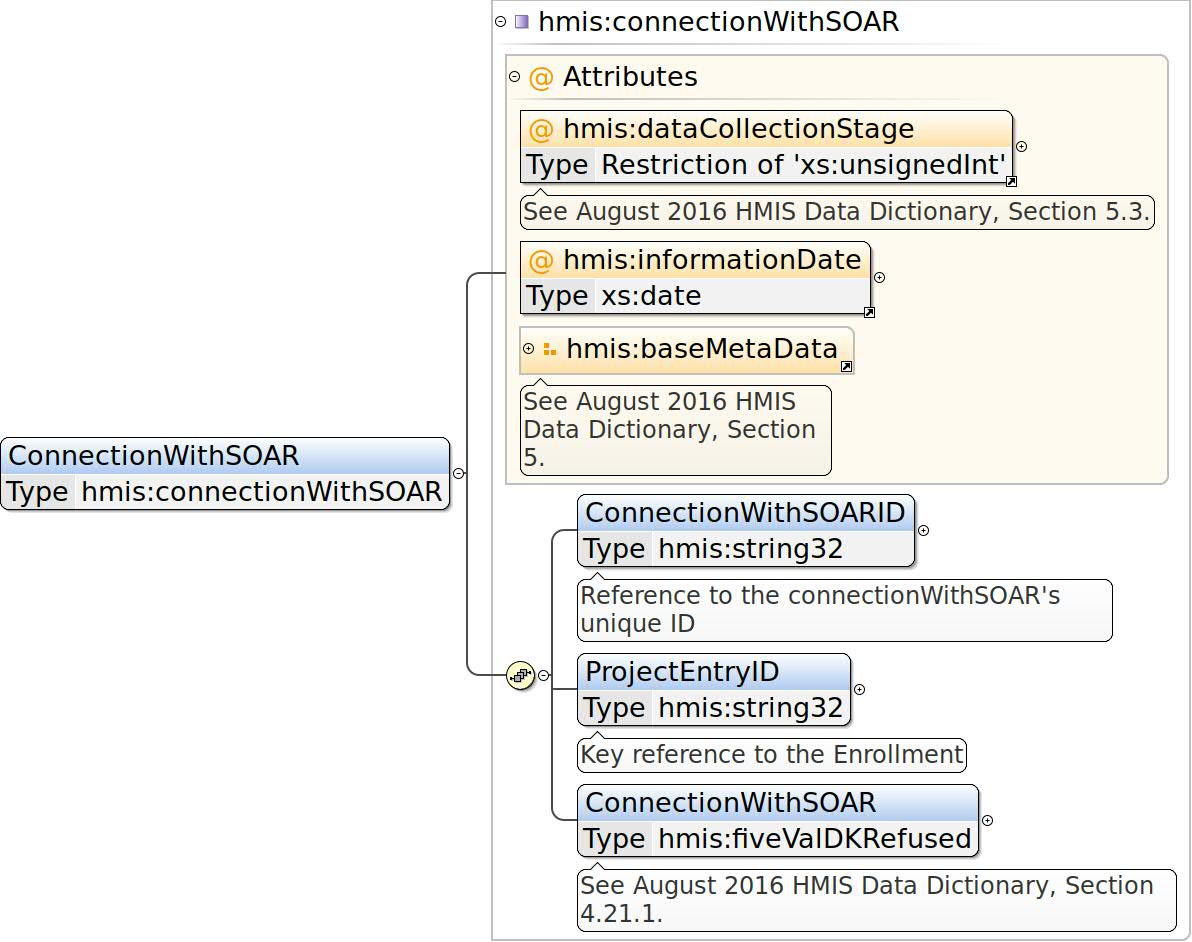 hmis:connectionWithSOAR
@ Attributes
@ hmis:dataCollectionStage
Type Restriction of 'xs:unsignedInt'
See August 2016 HMIS Data Dictionary, Section 5.3.
@ hmis:informationDate
Type xs:date
hmis:baseMetaData
See August 2016 HMIS
Data Dictionary, Section
5.
ConnectionWithSOAR
Type hmis:connectionWithSOAR
ConnectionWithSOARID
Type hmis:string32
Reference to the connectionWithSOAR's
unique ID
ProjectEntryID
Type hmis:string32
Key reference to the Enrollment
ConnectionWithSOAR
Type hmis:fiveValDKRefused
See August 2016 HMIS Data Dictionary, Section
4.21.1.